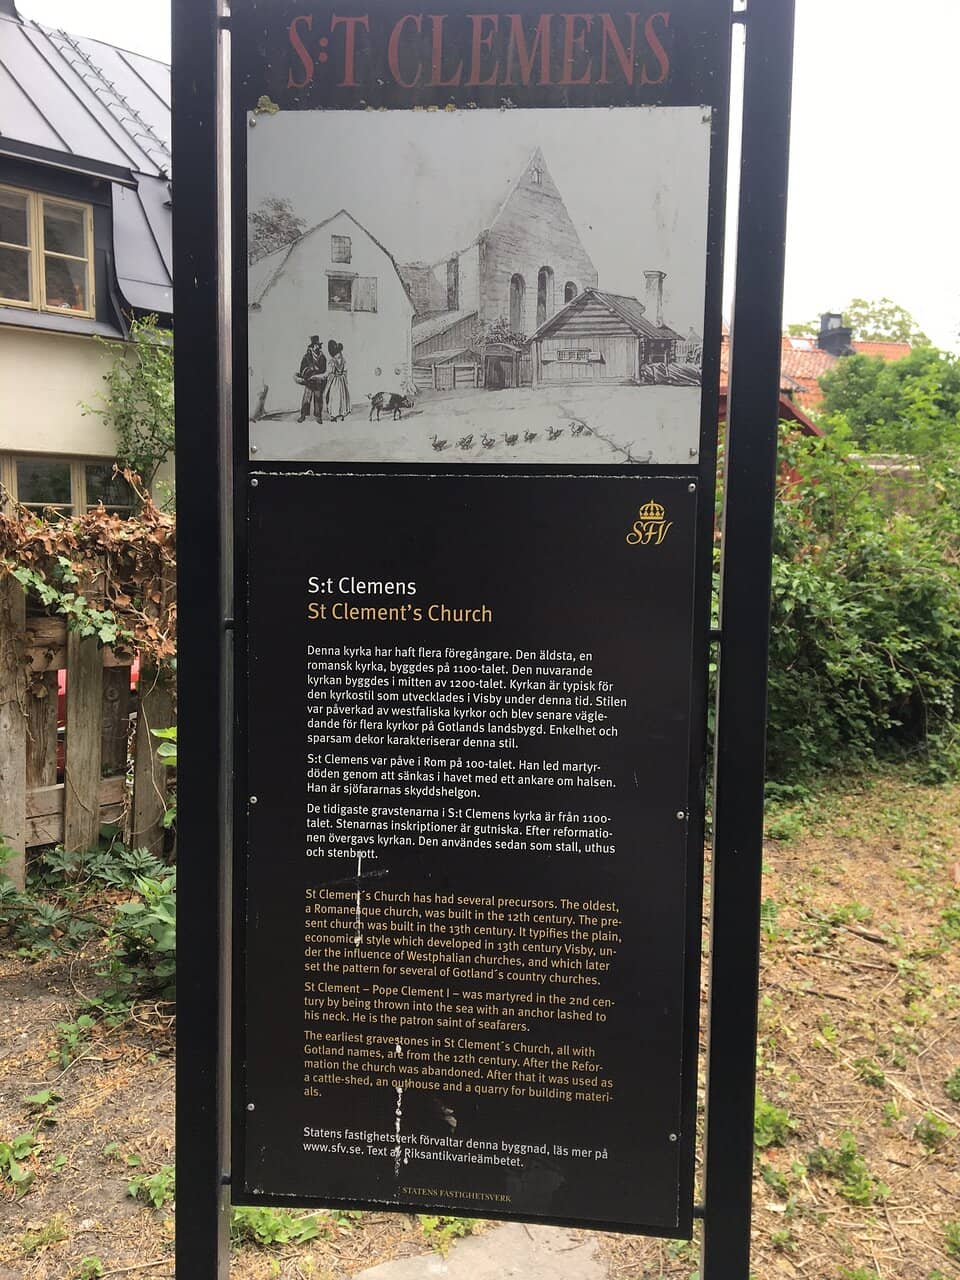 S:T CLEMENS
SFV
S:t Clemens
St Clement's Church
Denna kyrka har haft flera föregångare. Den äldsta, en
romansk kyrka, byggdes på 1100-talet. Den nuvarande
kyrkan byggdes i mitten av 1200-talet. Kyrkan är typisk för
den kyrkostil som utvecklades i Visby under denna tid. Stilen
var påverkad av westfaliska kyrkor och blev senare vägle-
dande för flera kyrkor på Gotlands landsbygd. Enkelhet och
sparsam dekor karakteriserar denna stil.
S:t Clemens var påve i Rom på 100-talet. Han led martyr-
döden genom att sänkas i havet med ett ankare om halsen.
Han är sjöfararnas skyddshelgon.
De tidigaste gravstenarna i S:t Clemens kyrka är från 1100-
talet. Stenarnas inskriptioner är gutniska. Efter reformatio-
nen övergavs kyrkan. Den användes sedan som stall, uthus
och stenbrott.
St Clement´s Church has had several precursors. The oldest,
a Romanesque church, was built in the 12th century. The pre-
sent church was built in the 13th century. It typifies the plain,
economical style which developed in 13th century Visby, un-
der the influence of Westphalian churches, and which later
set the pattern for several of Gotland´s country churches.
St Clement – Pope Clement I – was martyred in the 2nd cen-
tury by being thrown into the sea with an anchor lashed to
his neck. He is the patron saint of seafarers.
The earliest gravestones in St Clement´s Church, all with
Gotland names, are from the 12th century. After the Refor-
mation the church was abandoned. After that it was used as
a cattle-shed, an outhouse and a quarry for building materi-
als.
Statens fastighetsverk förvaltar denna byggnad, läs mer på
www.sfv.se. Text av Riksantikvarieämbetet.
STATENS FASTIGHETSVERK